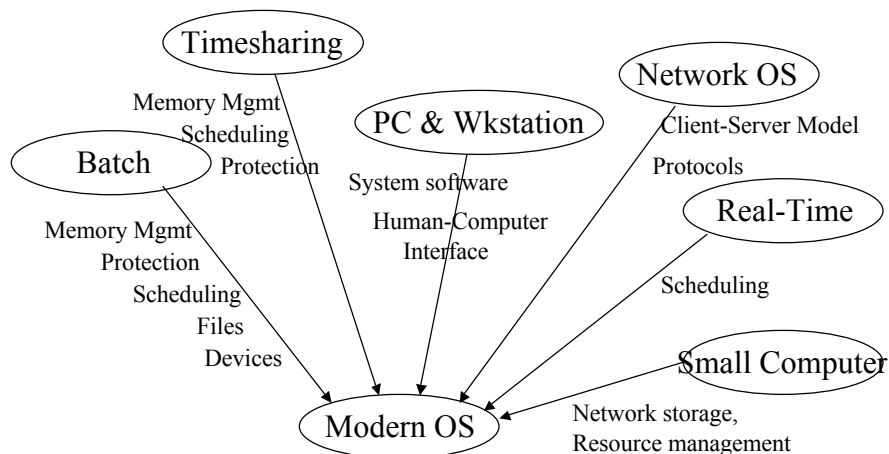 Timesharing
Memory Mgmt
Scheduling
Protection
Batch
Memory Mgmt
Protection
Scheduling
Files
Devices
PC & Wkstation
System software
Human-Computer
Interface
Network OS
Client-Server Model
Protocols
Real-Time
Scheduling
Small Computer
Network storage,
Resource management
Modern OS